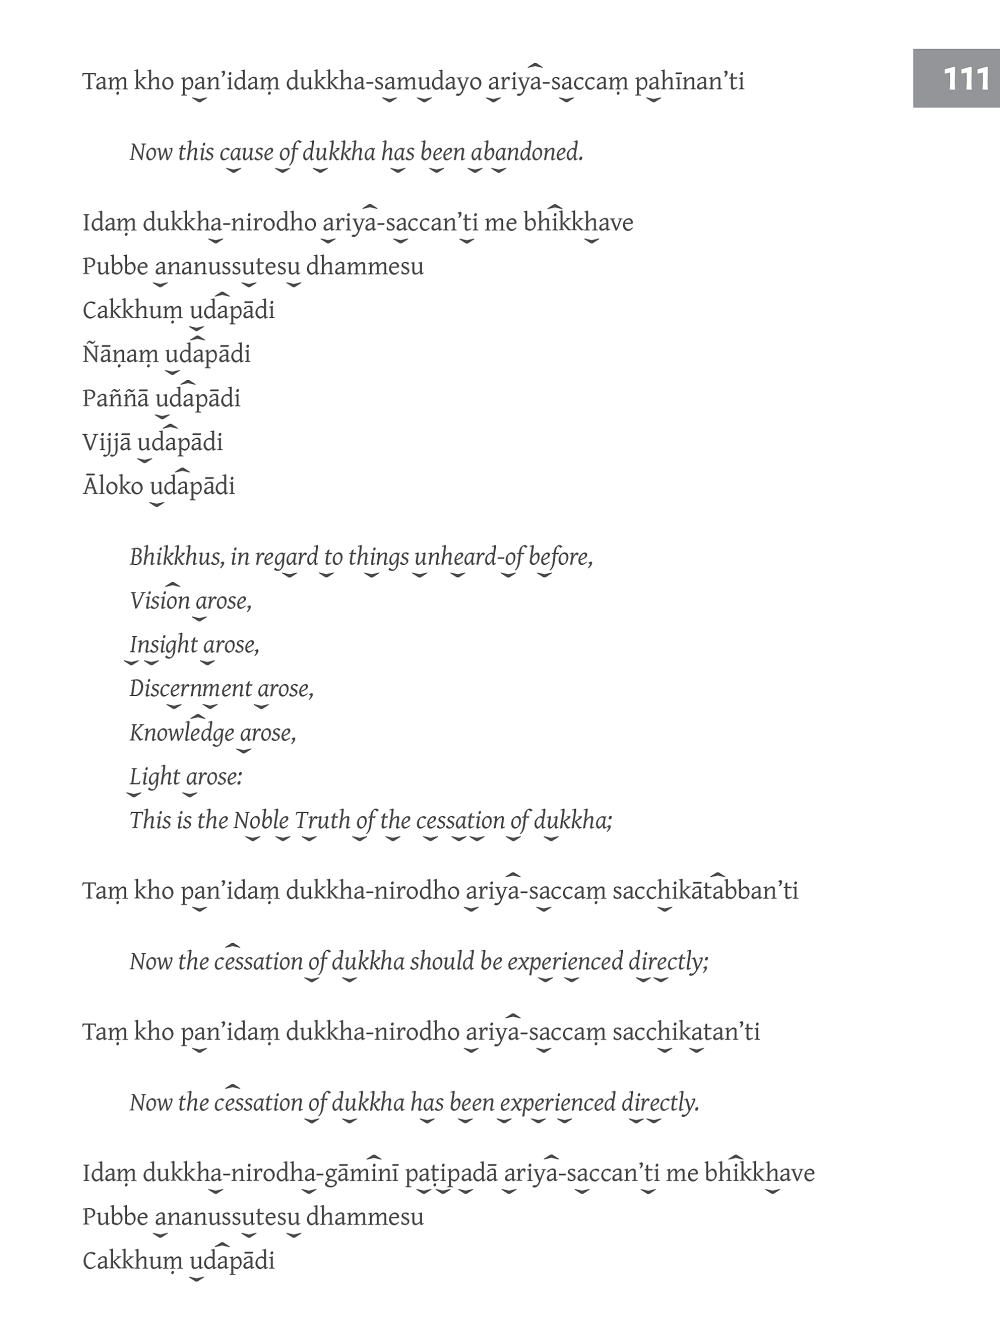 111
Taṃ kho pan’idaṃ dukkha-samudayo ariya-saccaṃ pahīnan’ti
Now this cause of dukkha has been abandoned.
Idaṃ dukkha-nirodho ariya-saccan’ti me bhikkhave
Pubbe ananussutesu dhammesu
Cakkhuṃ udapādi
Ñāṇaṃ udapādi
Paññā udapādi
Vijjā udapādi
Āloko udapādi
Bhikkhus, in regard to things unheard-of before,
Vision arose,
Insight arose,
Discernment arose,
Knowledge arose,
Light arose:
This is the Noble Truth of the cessation of dukkha;
Taṃ kho pan’idaṃ dukkha-nirodho ariya-saccaṃ sacchikātabban’ti
Now the cessation of dukkha should be experienced directly;
Taṃ kho pan’idaṃ dukkha-nirodho ariya-saccaṃ sacchikatan’ti
Now the cessation of dukkha has been experienced directly.
Idaṃ dukkha-nirodha-gāminī paṭipadā ariya-saccan’ti me bhikkhave
Pubbe ananussutesu dhammesu
Cakkhuṃ udapādi